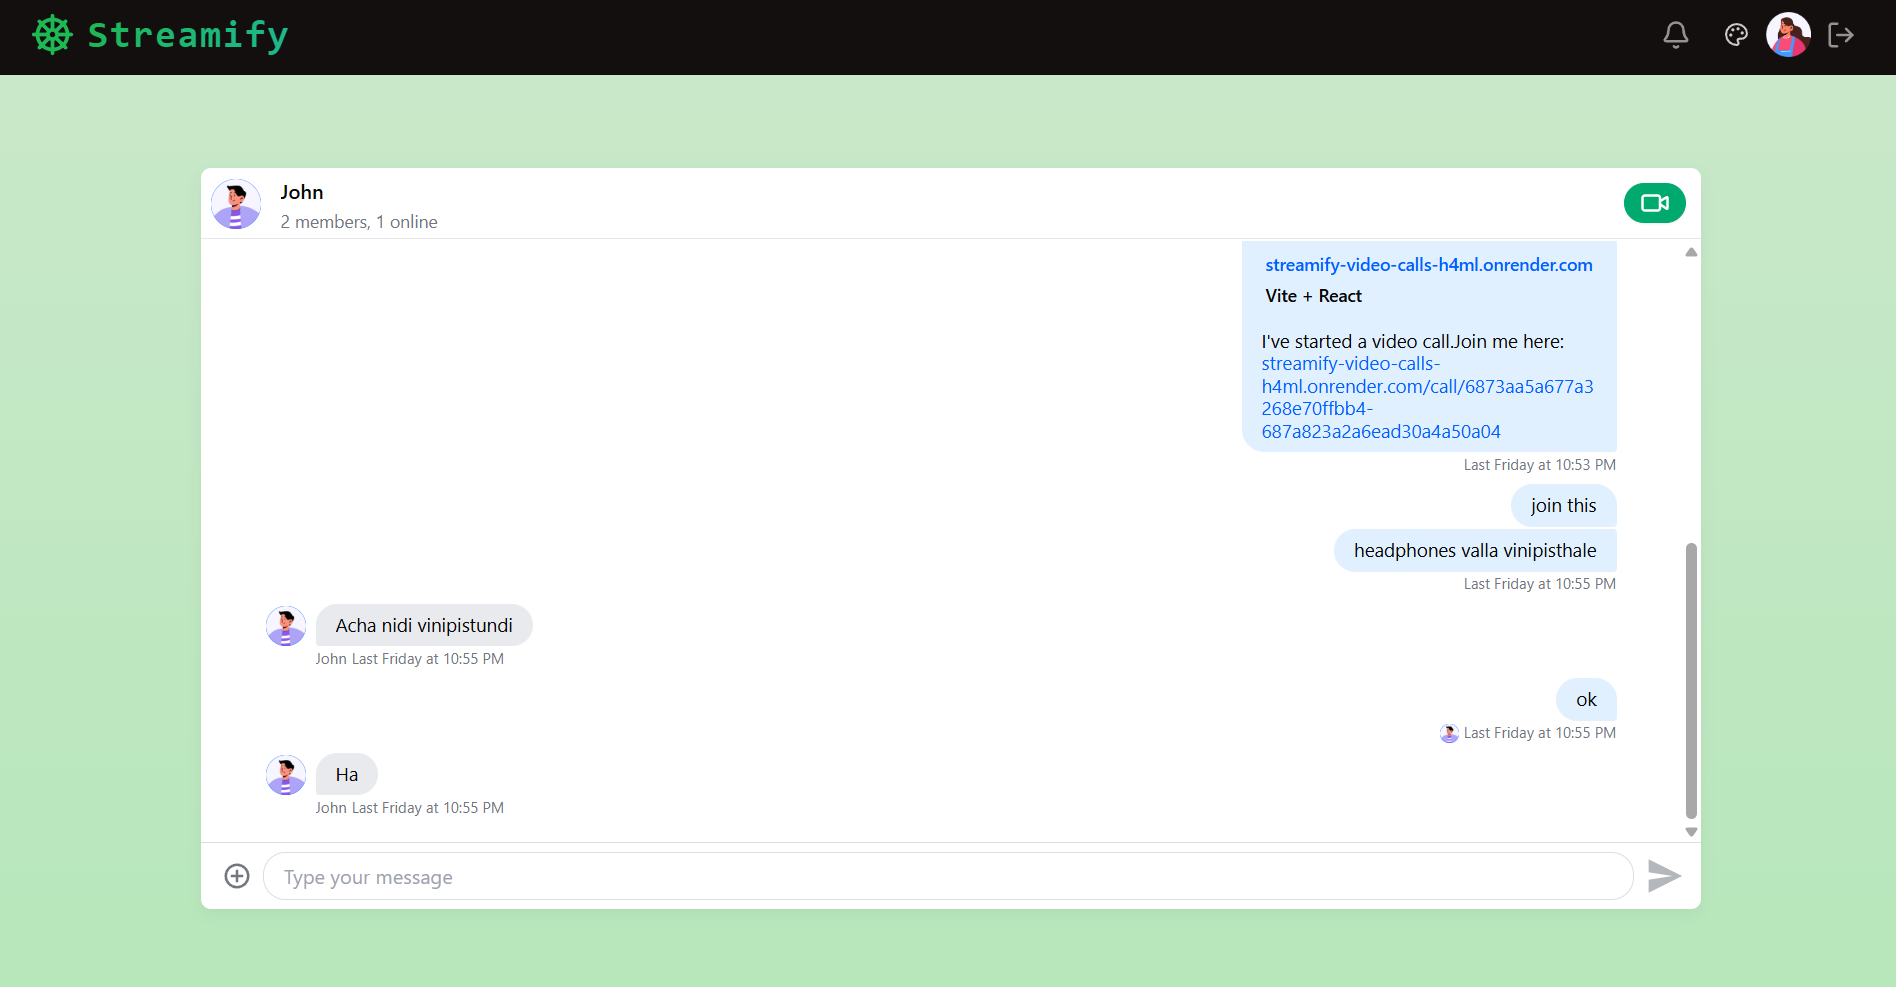 Streamify
John
2 members, 1 online
streamify-video-calls-h4ml.onrender.com
Vite + React
I've started a video call.Join me here:
streamify-video-calls-
h4ml.onrender.com/call/6873aa5a677a3
268e70ffbb4-
687a823a2a6ead30a4a50a04
Last Friday at 10:53 PM
join this
headphones valla vinipisthale
Last Friday at 10:55 PM
Acha nidi vinipistundi
John Last Friday at 10:55 PM
ok
Last Friday at 10:55 PM
Ha
John Last Friday at 10:55 PM
Type your message